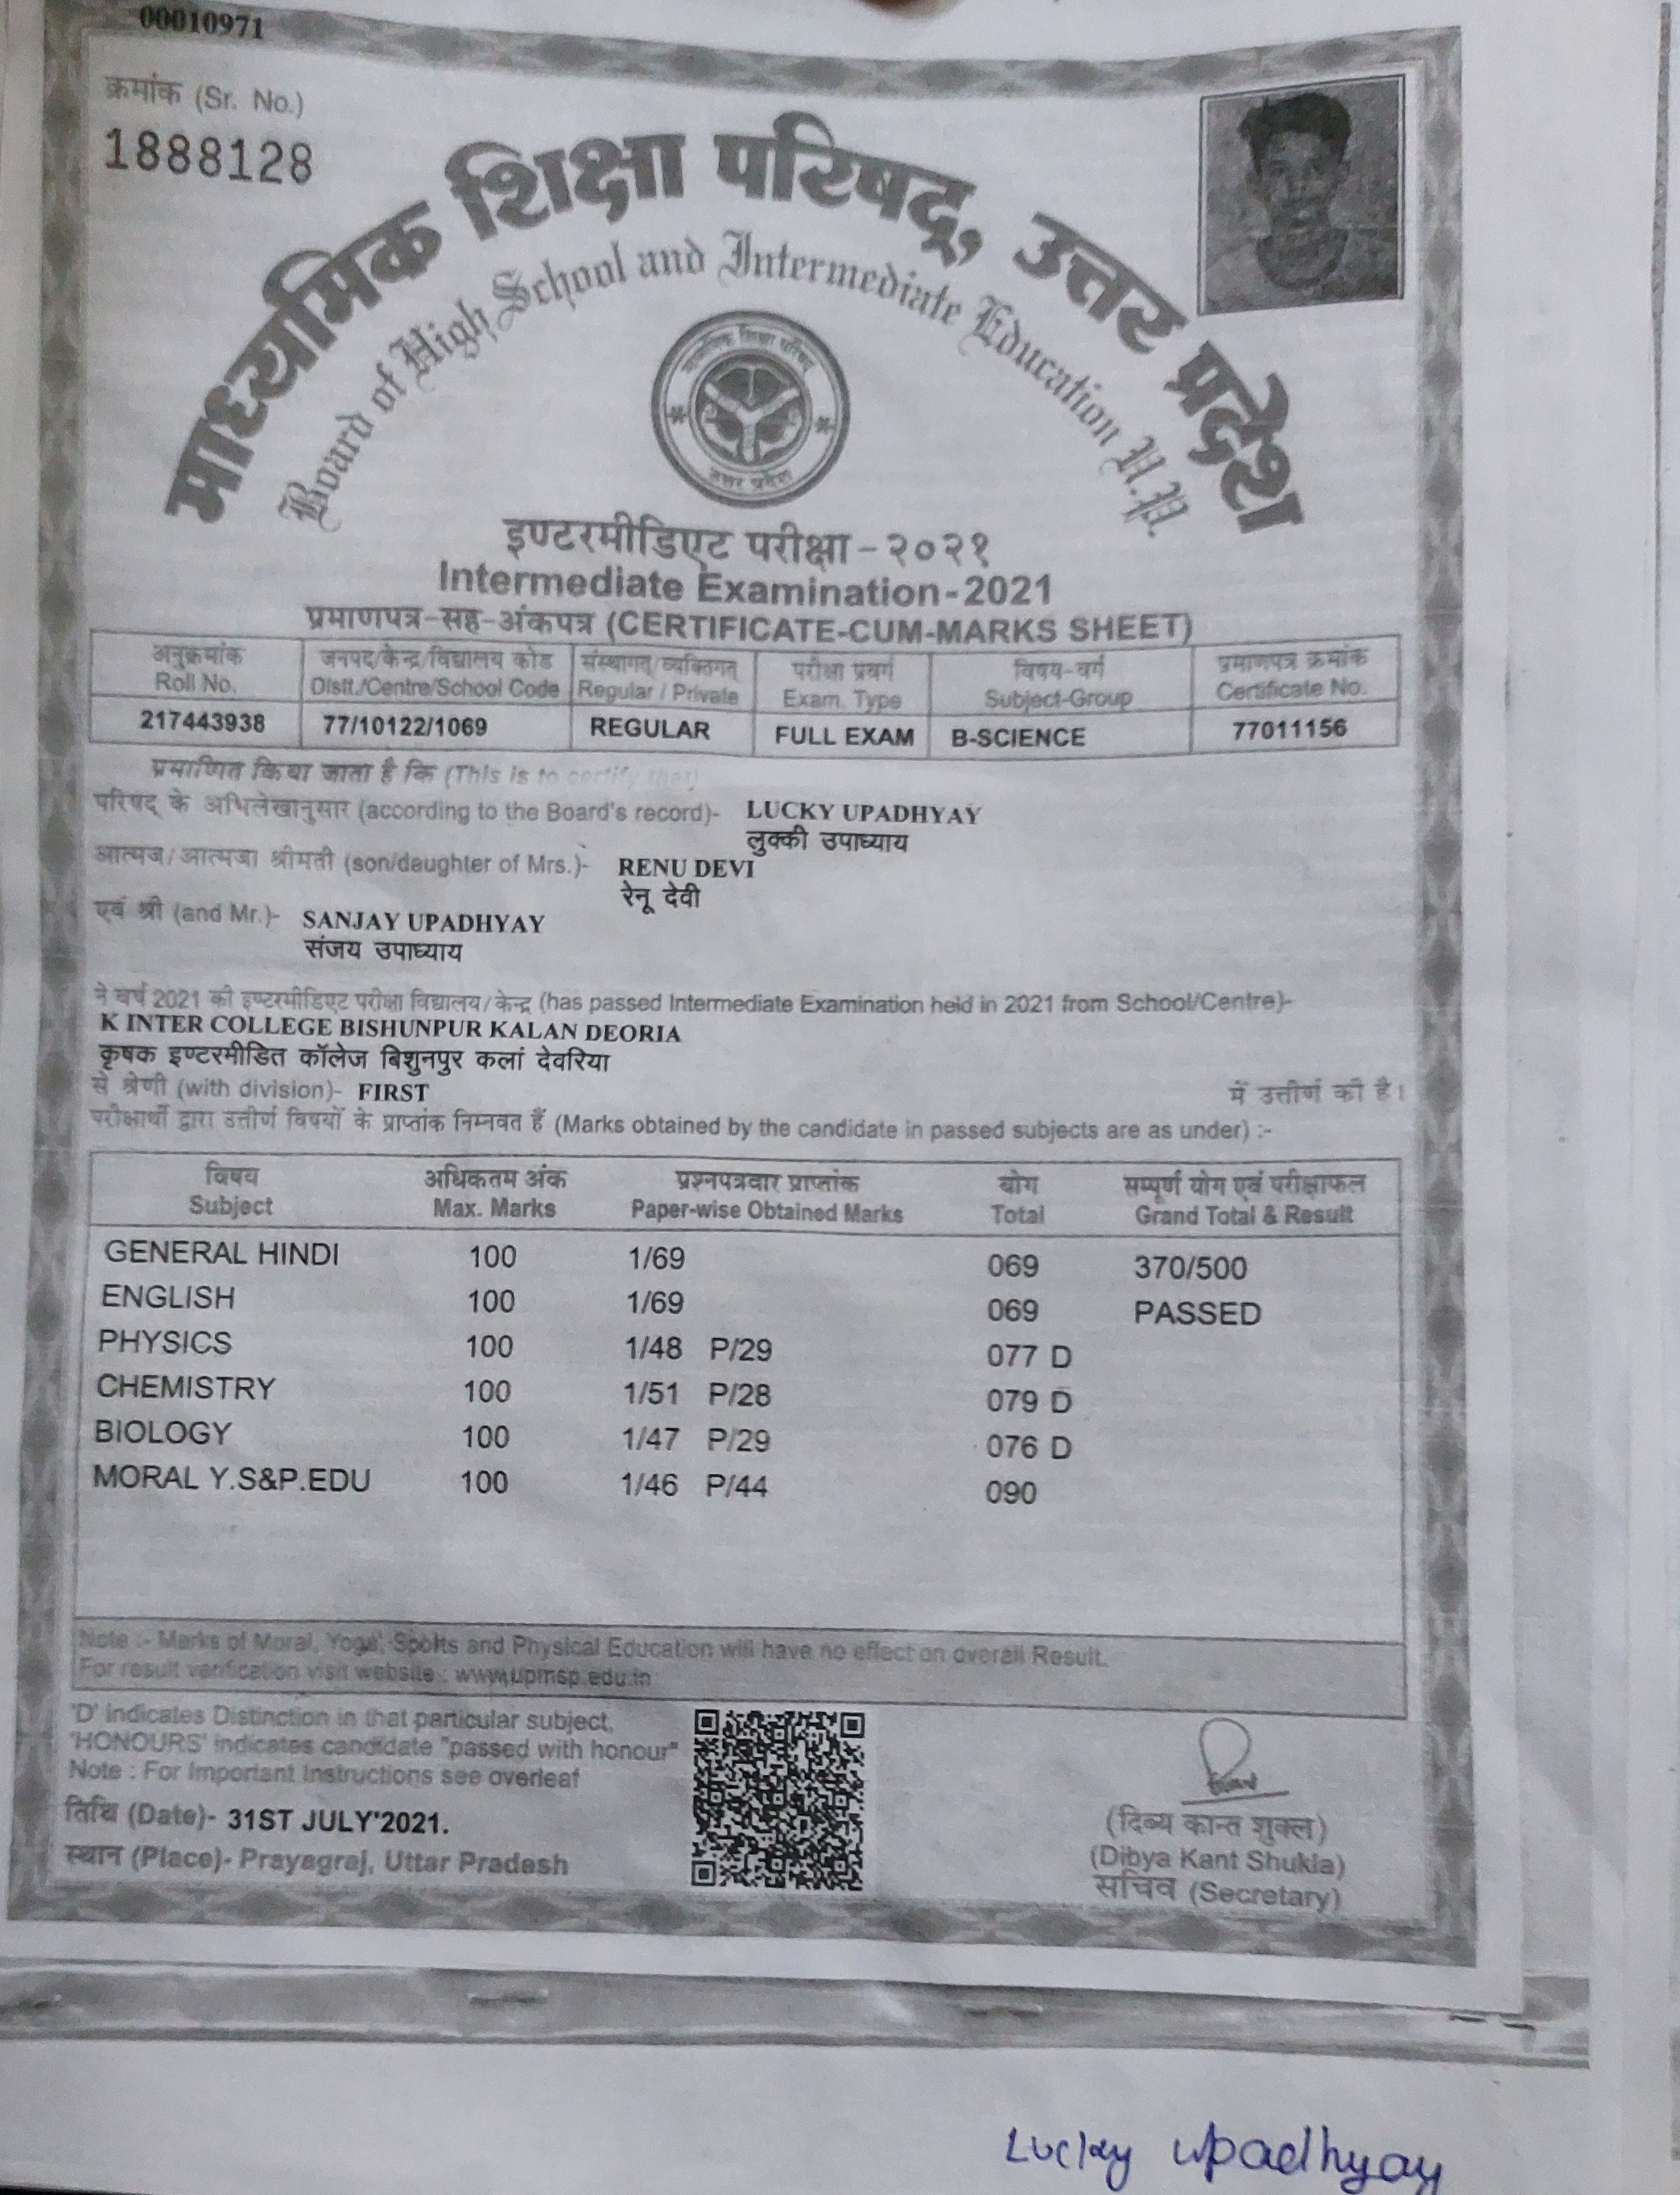 00010971
क्रमांक (Sr. No.)
1888128
माध्यमिक शिक्षा परिषद्, उत्तर प्रदेश
Board of High School and Intermediate Education U.P.
माध्यमिक शिक्षा परिषद्
उत्तर प्रदेश
इण्टरमीडिएट परीक्षा-२०२१
Intermediate Examination-2021
प्रमाणपत्र-सह-अंकपत्र (CERTIFICATE-CUM-MARKS SHEET)
अनुक्रमांक जनपद/केन्द्र/विद्यालय कोड संस्थागत/व्यक्तिगत परीक्षा प्रवर्ग विषय-वर्ग प्रमाणपत्र क्रमांक
Roll No. Distt./Centre/School Code Regular / Private Exam. Type Subject-Group Certificate No.
217443938 77/10122/1069 REGULAR FULL EXAM B-SCIENCE 77011156
प्रमाणित किया जाता है कि (This is to certify that)
परिषद् के अभिलेखानुसार (according to the Board's record)- LUCKY UPADHYAY
लुक्की उपाध्याय
आत्मज/आत्मजा श्रीमती (son/daughter of Mrs.)- RENU DEVI
रेनू देवी
एवं श्री (and Mr.)- SANJAY UPADHYAY
संजय उपाध्याय
ने वर्ष 2021 की इण्टरमीडिएट परीक्षा विद्यालय/केन्द्र (has passed Intermediate Examination held in 2021 from School/Centre)-
K INTER COLLEGE BISHUNPUR KALAN DEORIA
कृषक इण्टरमीडित कॉलेज बिशुनपुर कलां देवरिया
से श्रेणी (with division)- FIRST में उत्तीर्ण की है।
परीक्षार्थी द्वारा उत्तीर्ण विषयों के प्राप्तांक निम्नवत हैं (Marks obtained by the candidate in passed subjects are as under) :-
विषय अधिकतम अंक प्रश्नपत्रवार प्राप्तांक योग सम्पूर्ण योग एवं परीक्षाफल
Subject Max. Marks Paper-wise Obtained Marks Total Grand Total & Result
GENERAL HINDI 100 1/69 069 370/500
ENGLISH 100 1/69 069 PASSED
PHYSICS 100 1/48 P/29 077 D
CHEMISTRY 100 1/51 P/28 079 D
BIOLOGY 100 1/47 P/29 076 D
MORAL Y.S&P.EDU 100 1/46 P/44 090
Note :- Marks of Moral, Yoga, Sports and Physical Education will have no effect on overall Result.
For result verification visit website : www.upmsp.edu.in
'D' indicates Distinction in that particular subject,
'HONOURS' indicates candidate "passed with honour"
Note : For Important Instructions see overleaf
तिथि (Date)- 31ST JULY'2021.
स्थान (Place)- Prayagraj, Uttar Pradesh
(दिब्य कान्त शुक्ल)
(Dibya Kant Shukla)
सचिव (Secretary)
Lucky upadhyay